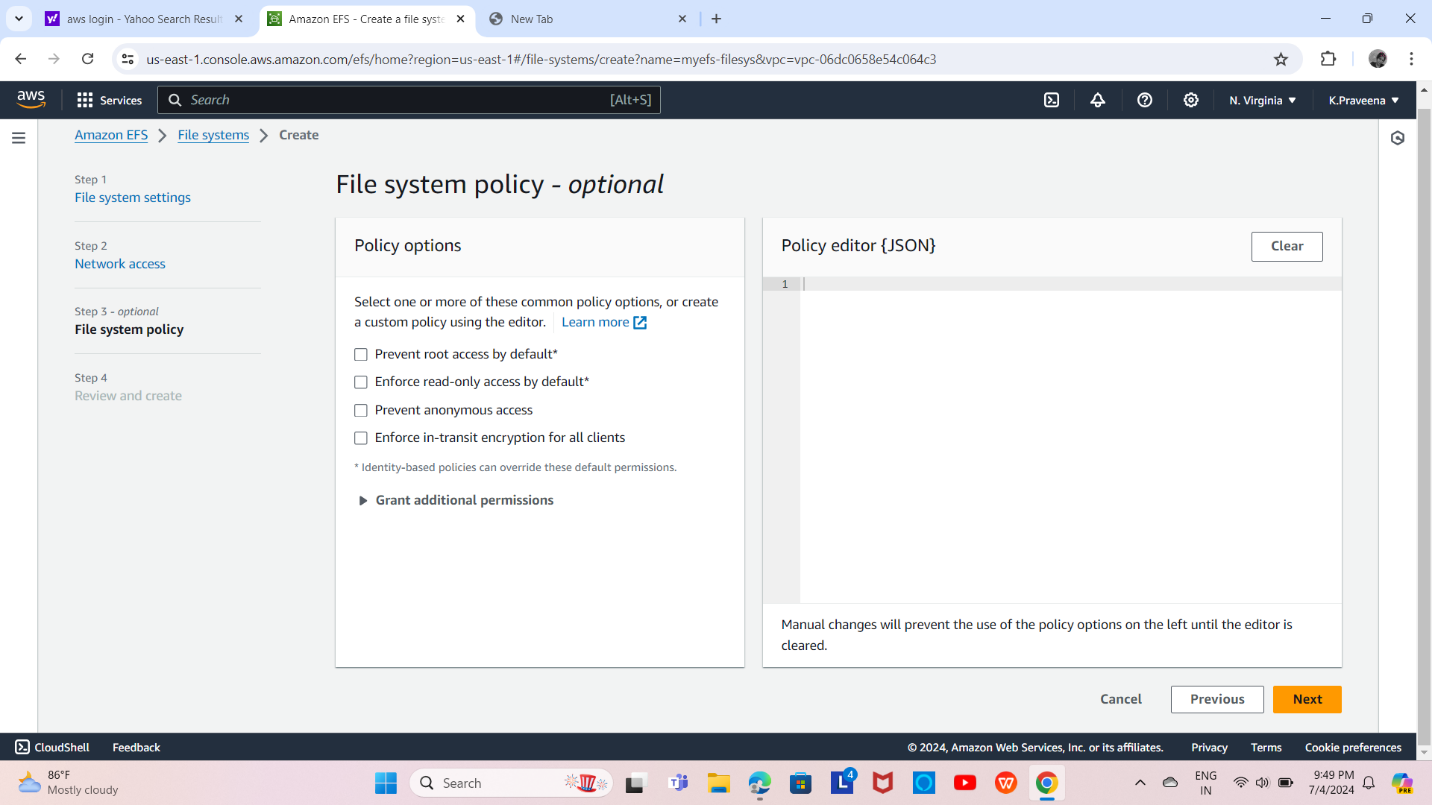 aws login - Yahoo Search Result
Amazon EFS - Create a file syste
New Tab
us-east-1.console.aws.amazon.com/efs/home?region=us-east-1#/file-systems/create?name=myefs-filesys&vpc=vpc-06dc0658e54c064c3
aws
Services
Search
[Alt+S]
N. Virginia
K.Praveena
Amazon EFS
File systems
Create
Step 1
File system settings
Step 2
Network access
Step 3 - optional
File system policy
Step 4
Review and create
File system policy - optional
Policy options
Select one or more of these common policy options, or create
a custom policy using the editor. Learn more
Prevent root access by default*
Enforce read-only access by default*
Prevent anonymous access
Enforce in-transit encryption for all clients
* Identity-based policies can override these default permissions.
Grant additional permissions
Policy editor {JSON}
Clear
1
Manual changes will prevent the use of the policy options on the left until the editor is
cleared.
Cancel
Previous
Next
CloudShell
Feedback
© 2024, Amazon Web Services, Inc. or its affiliates.
Privacy
Terms
Cookie preferences
86°F
Mostly cloudy
Search
4
ENG
IN
9:49 PM
7/4/2024
PRE